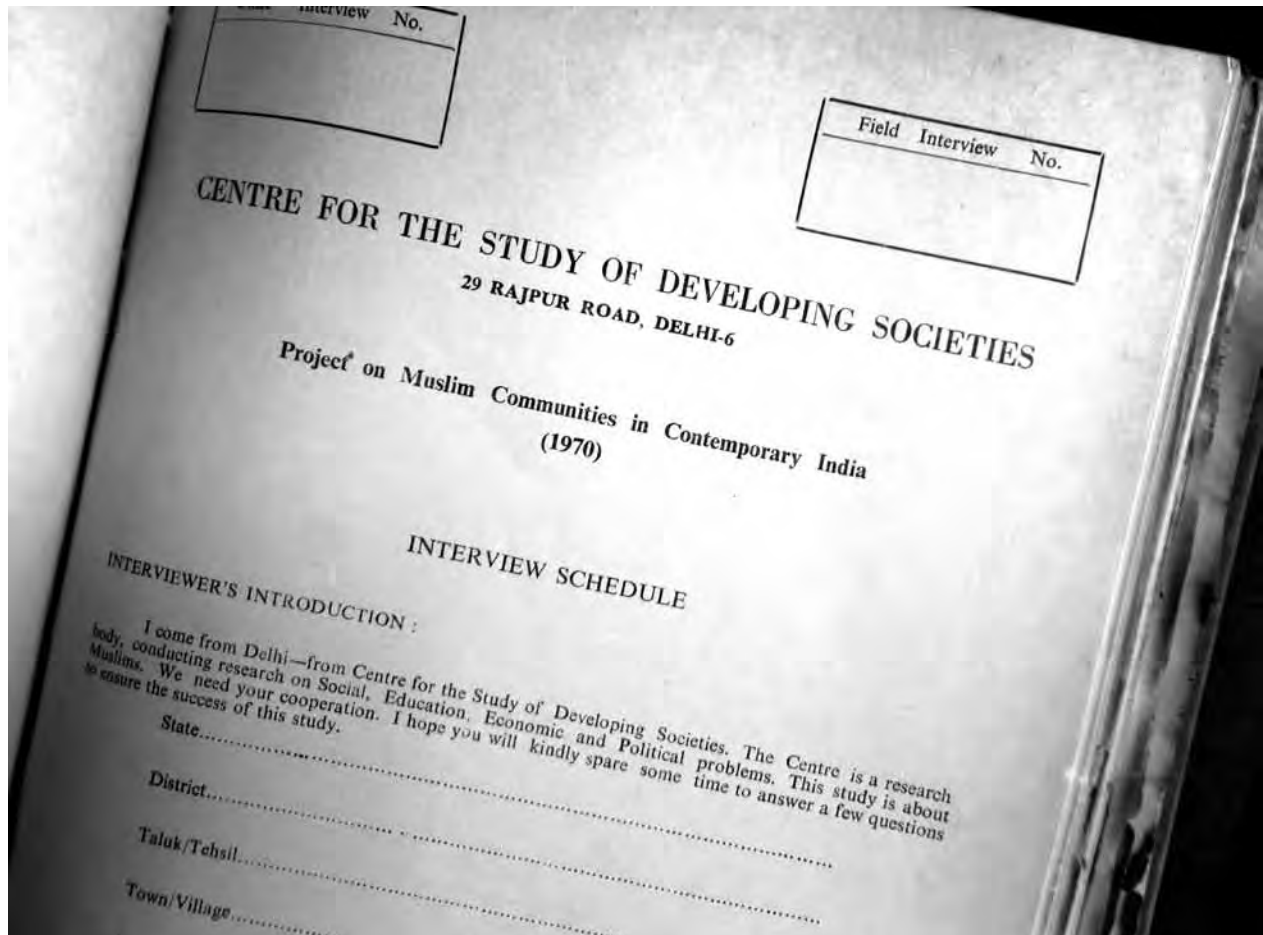 Interview No.
Field Interview No.
CENTRE FOR THE STUDY OF DEVELOPING SOCIETIES
29 RAJPUR ROAD, DELHI-6
Project on Muslim Communities in Contemporary India
(1970)
INTERVIEW SCHEDULE
INTERVIEWER'S INTRODUCTION :
I come from Delhi—from Centre for the Study of Developing Societies. The Centre is a research
body, conducting research on Social, Education, Economic and Political problems. This study is about
Muslims. We need your cooperation. I hope you will kindly spare some time to answer a few questions
to ensure the success of this study.
State
District
Taluk/Tehsil
Town/Village